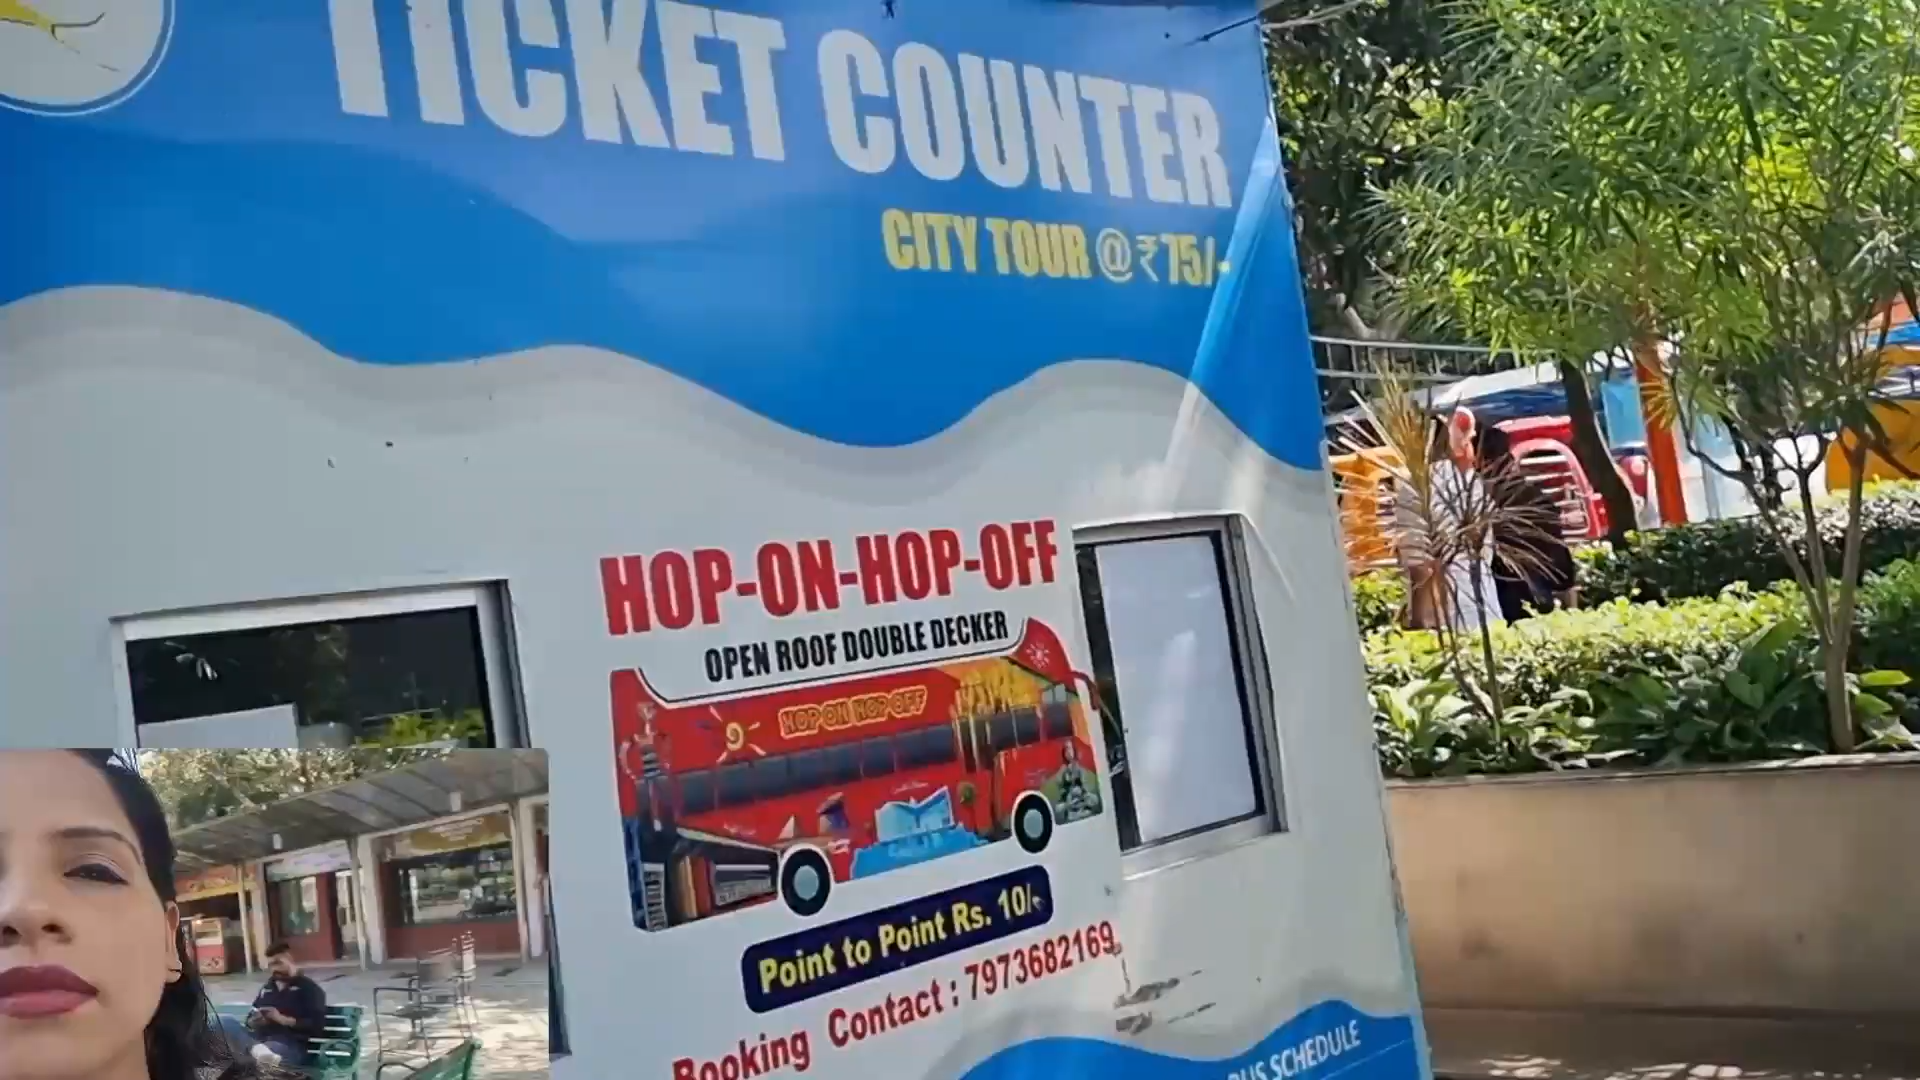 TICKET COUNTER
CITY TOUR @ ₹ 75/-
HOP-ON-HOP-OFF
OPEN ROOF DOUBLE DECKER
HOP ON HOP OFF
Point to Point Rs. 10/-
Booking Contact : 7973682169
BUS SCHEDULE